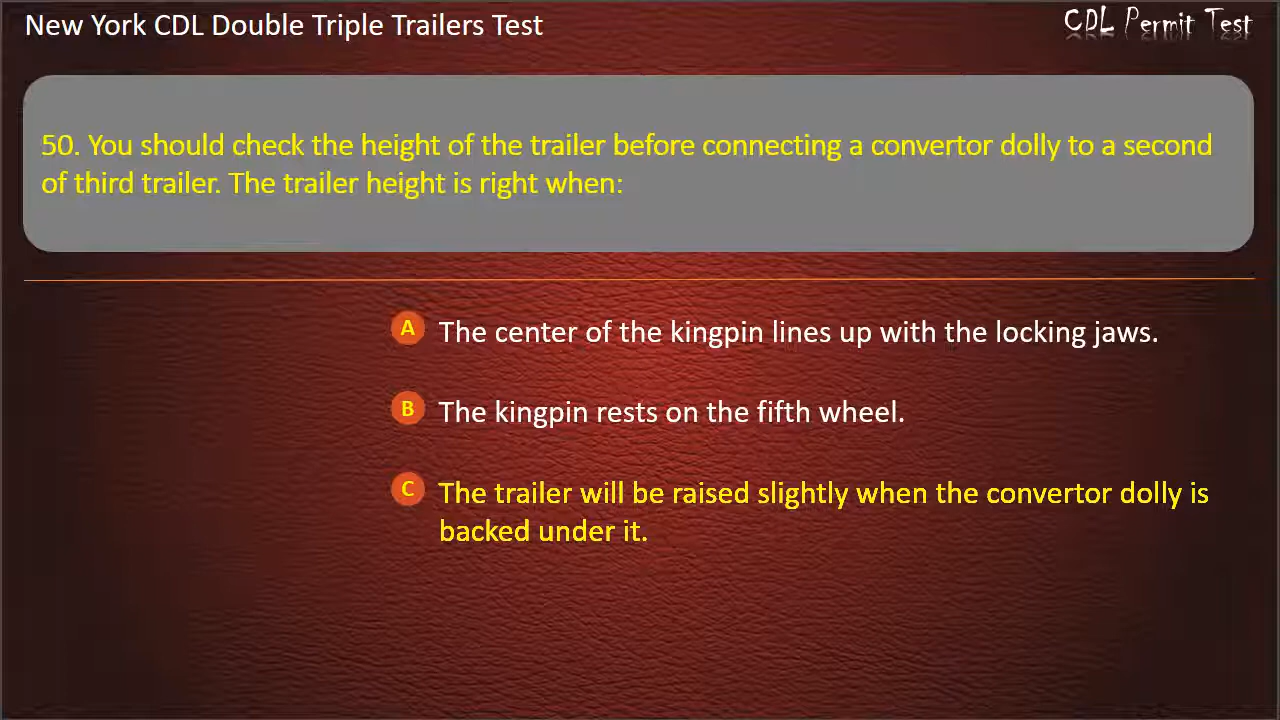 New York CDL Double Triple Trailers Test
CDL Permit Test
50. You should check the height of the trailer before connecting a convertor dolly to a second
of third trailer. The trailer height is right when:
A The center of the kingpin lines up with the locking jaws.
B The kingpin rests on the fifth wheel.
C The trailer will be raised slightly when the convertor dolly is
backed under it.